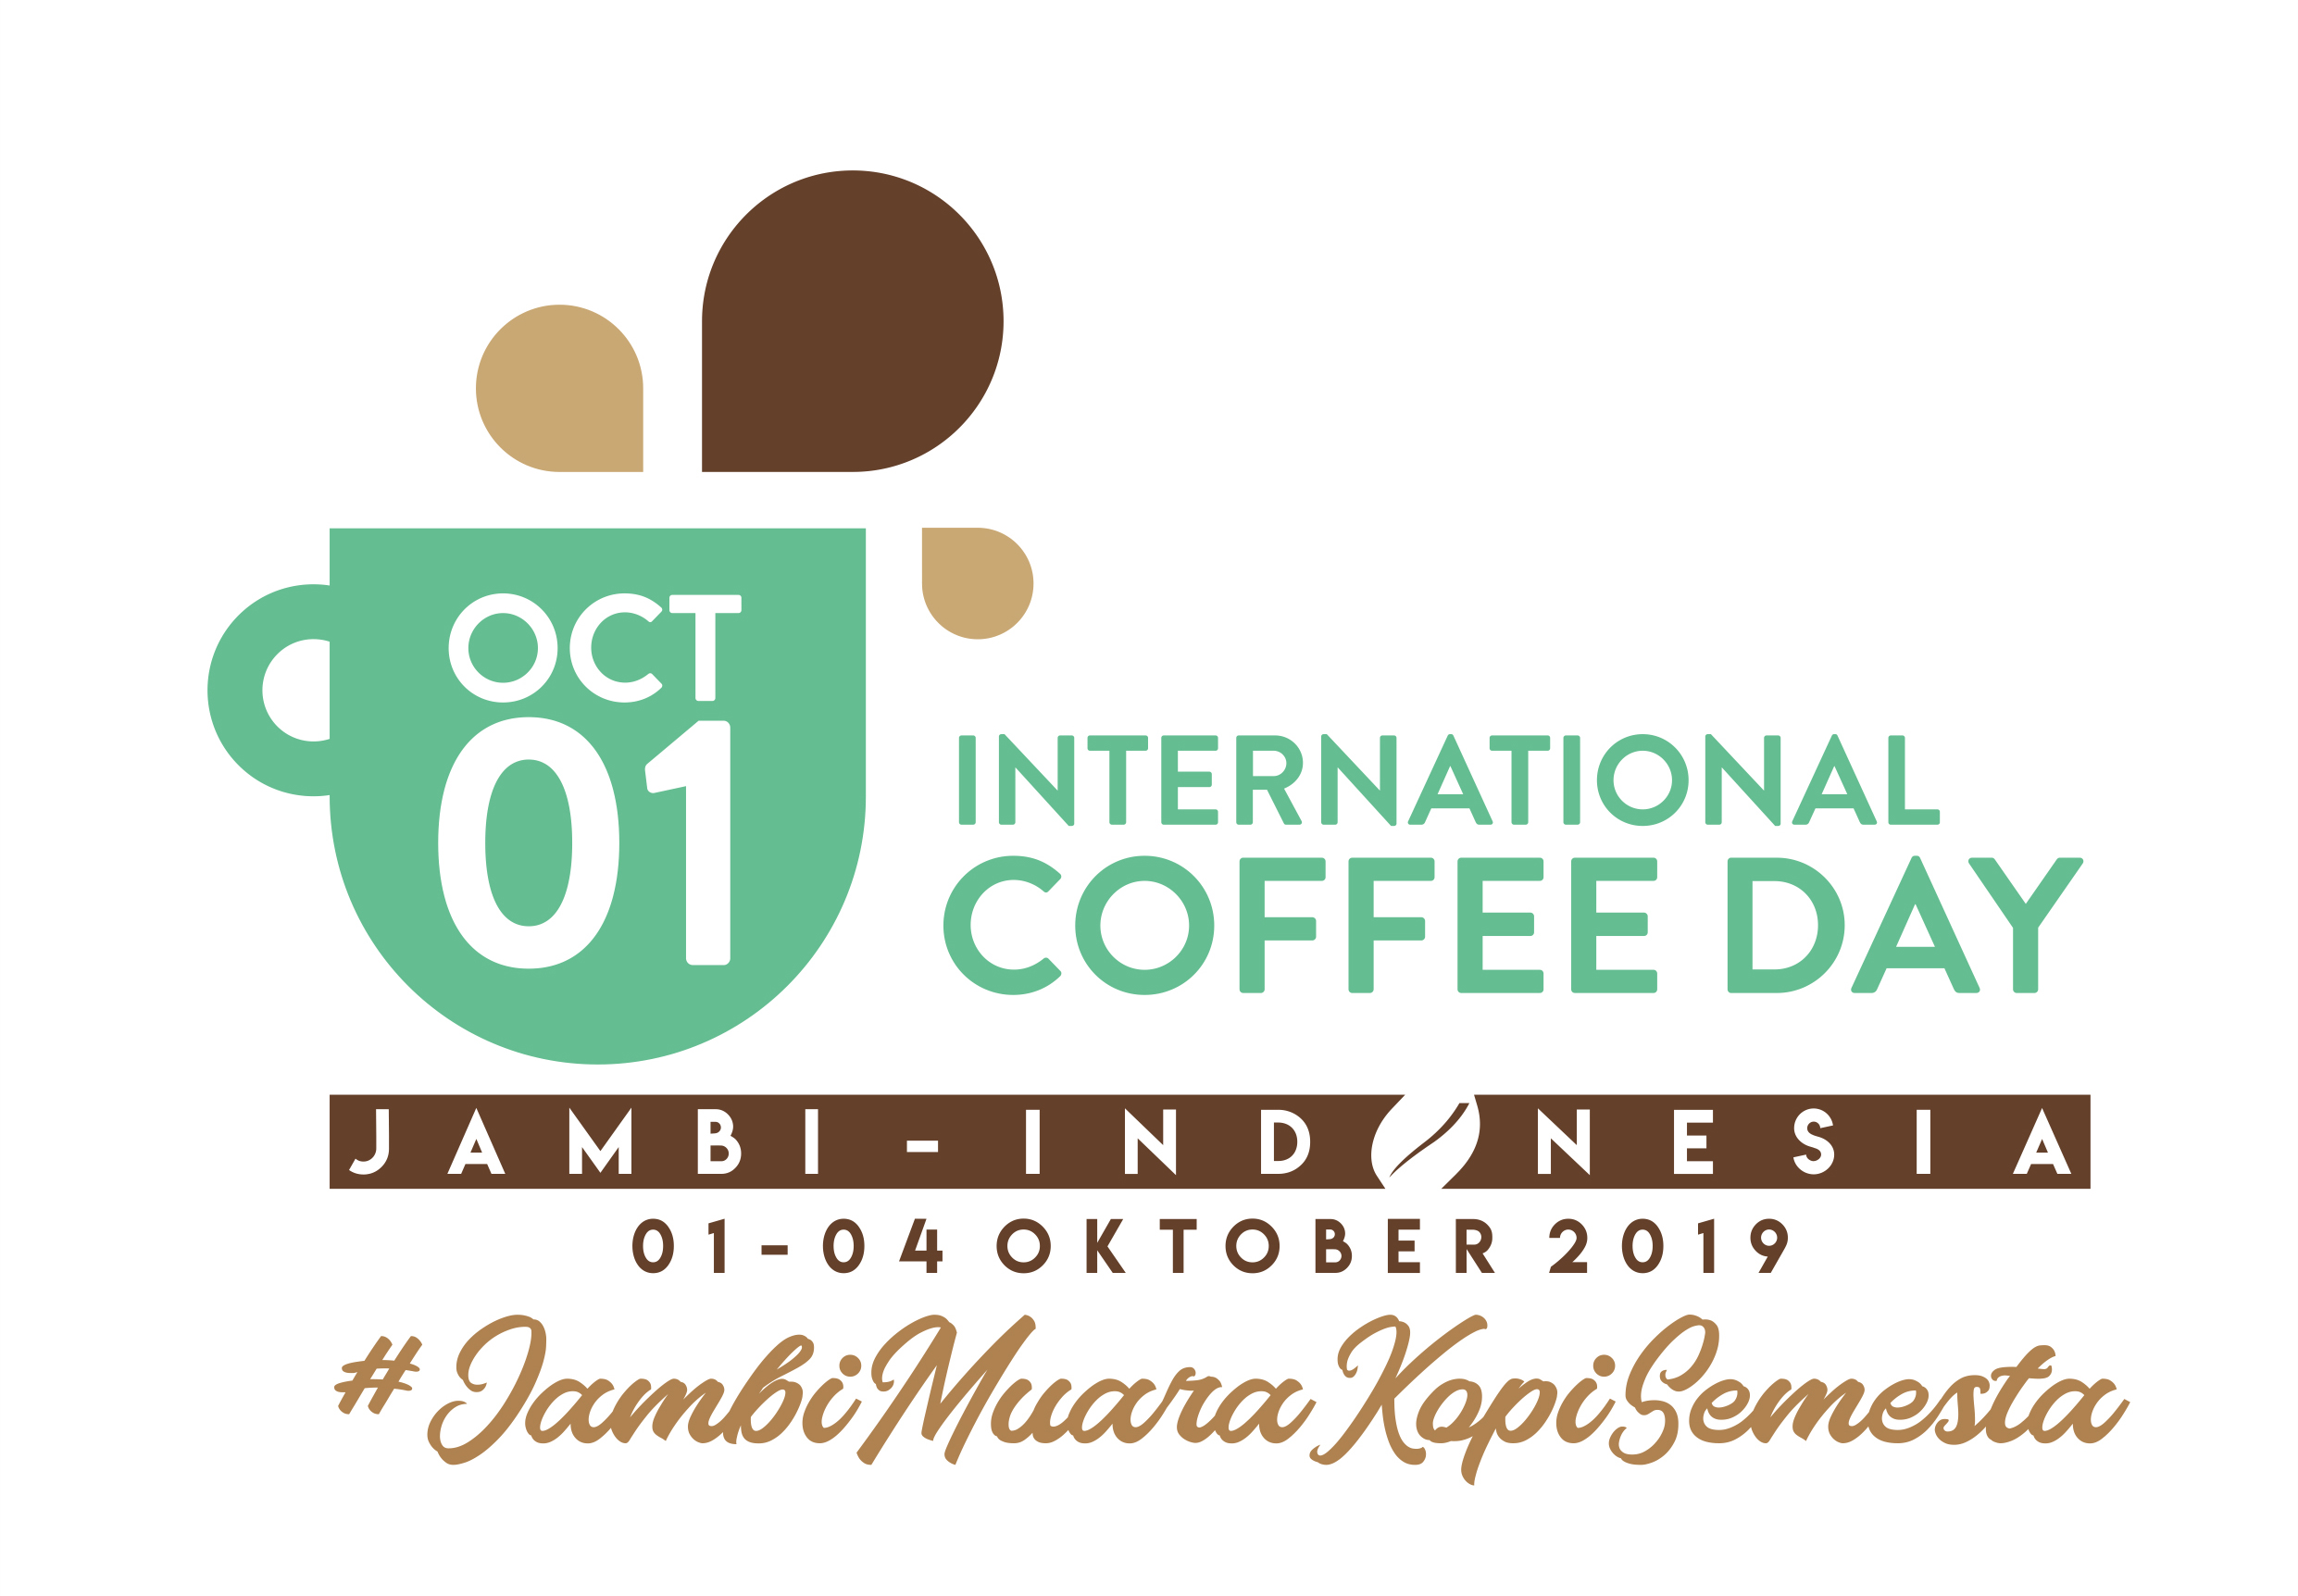 OCT
01
INTERNATIONAL
COFFEE DAY
JAMBI-INDONESIA
01-04 OKTOBER 2019
#JambiMuaraKopiSemesta